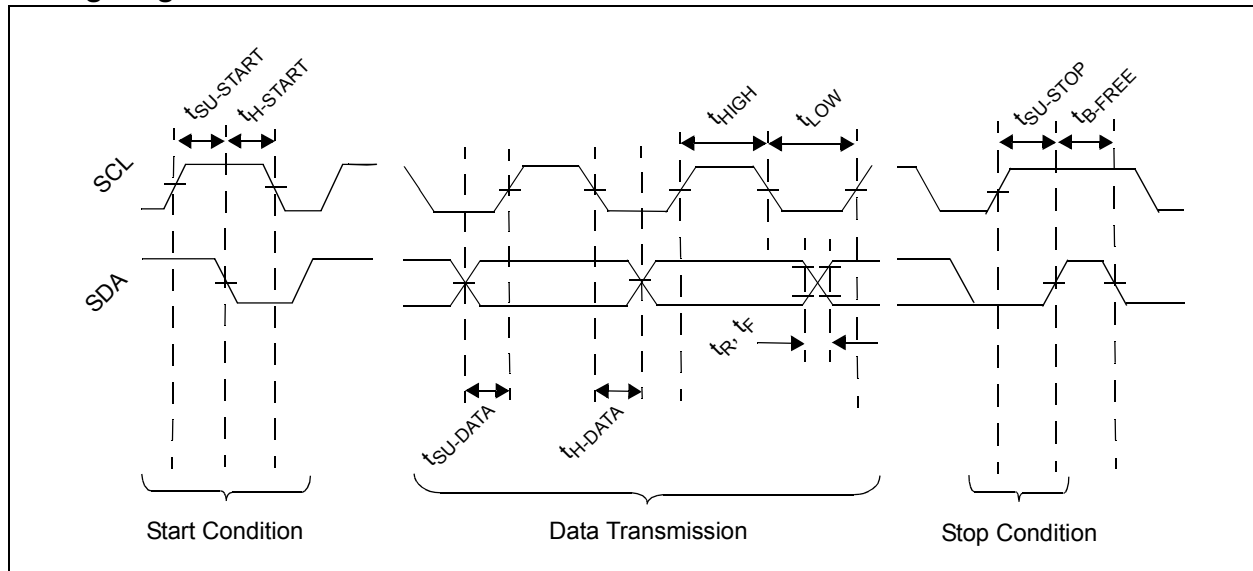 tSU-START
tH-START
tHIGH
tLOW
tSU-STOP
tB-FREE
SCL
SDA
tR, tF
tSU-DATA
tH-DATA
Start Condition
Data Transmission
Stop Condition